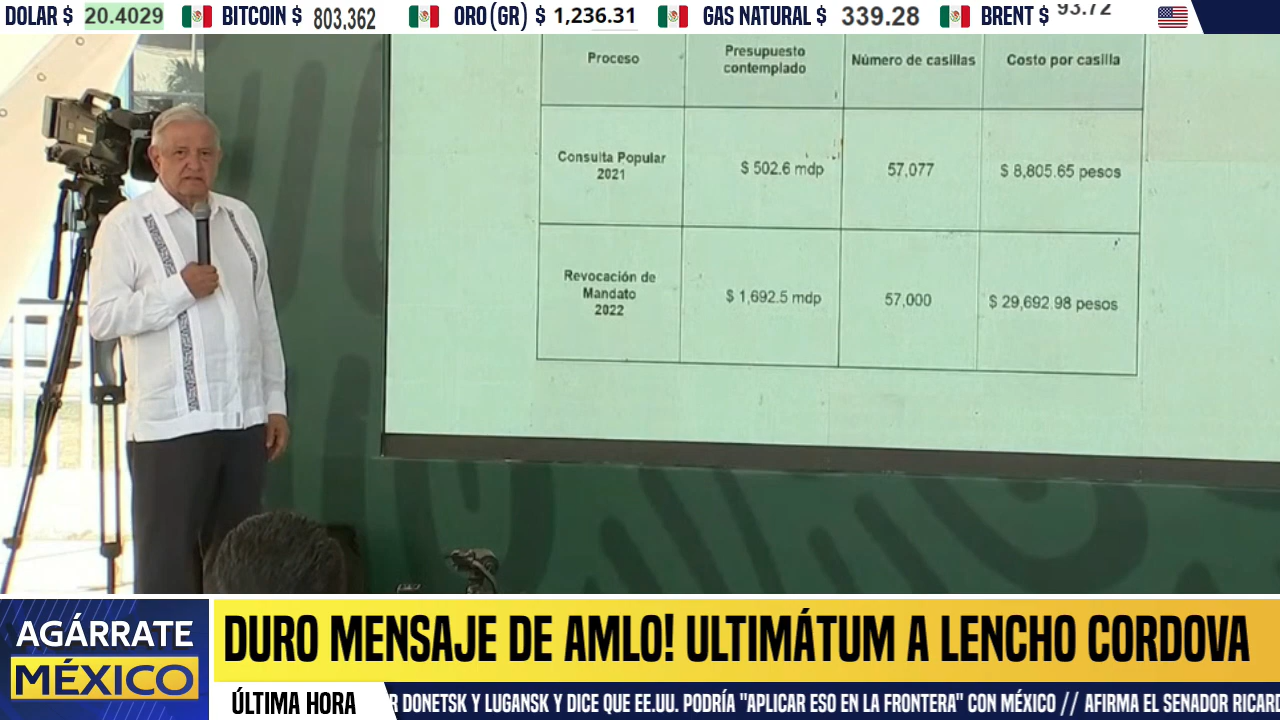 DOLAR $ 20.4029 BITCOIN $ 803,362 ORO(GR) $ 1,236.31 GAS NATURAL $ 339.28 BRENT $ 93.72
Proceso Presupuesto contemplado Número de casillas Costo por casilla
Consulta Popular 2021 $ 502.6 mdp 57,077 $ 8,805.65 pesos
Revocación de Mandato 2022 $ 1,692.5 mdp 57,000 $ 29,692.98 pesos
AGÁRRATE
MÉXICO
DURO MENSAJE DE AMLO! ULTIMÁTUM A LENCHO CORDOVA
ÚLTIMA HORA
R DONETSK Y LUGANSK Y DICE QUE EE.UU. PODRÍA "APLICAR ESO EN LA FRONTERA" CON MÉXICO // AFIRMA EL SENADOR RICARD